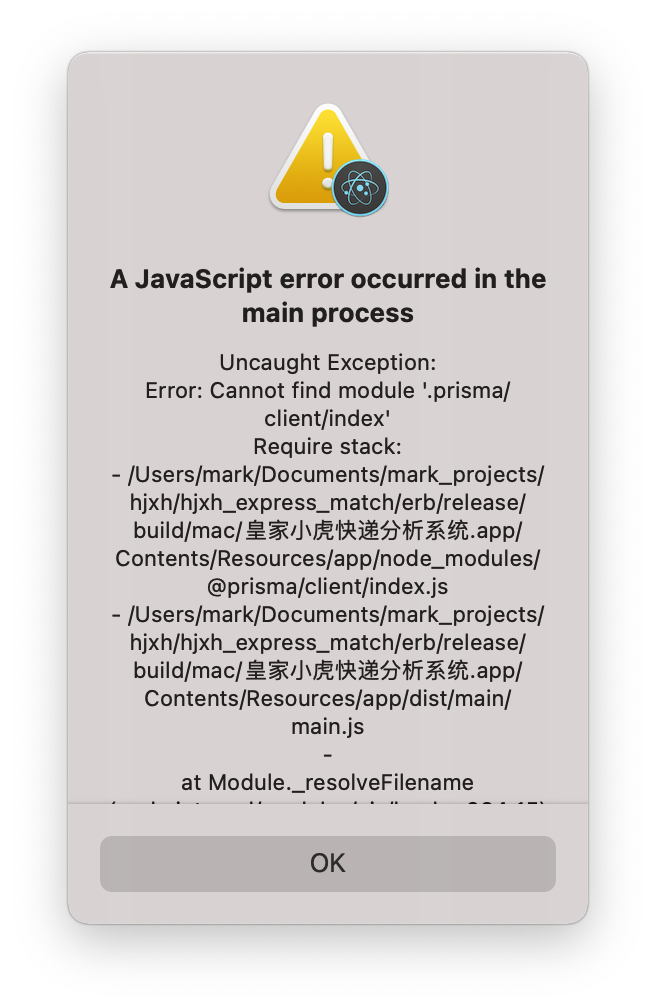 A JavaScript error occurred in the
main process
Uncaught Exception:
Error: Cannot find module '.prisma/
client/index'
Require stack:
- /Users/mark/Documents/mark_projects/
hjxh/hjxh_express_match/erb/release/
build/mac/皇家小虎快递分析系统.app/
Contents/Resources/app/node_modules/
@prisma/client/index.js
- /Users/mark/Documents/mark_projects/
hjxh/hjxh_express_match/erb/release/
build/mac/皇家小虎快递分析系统.app/
Contents/Resources/app/dist/main/
main.js
-
at Module._resolveFilename
OK